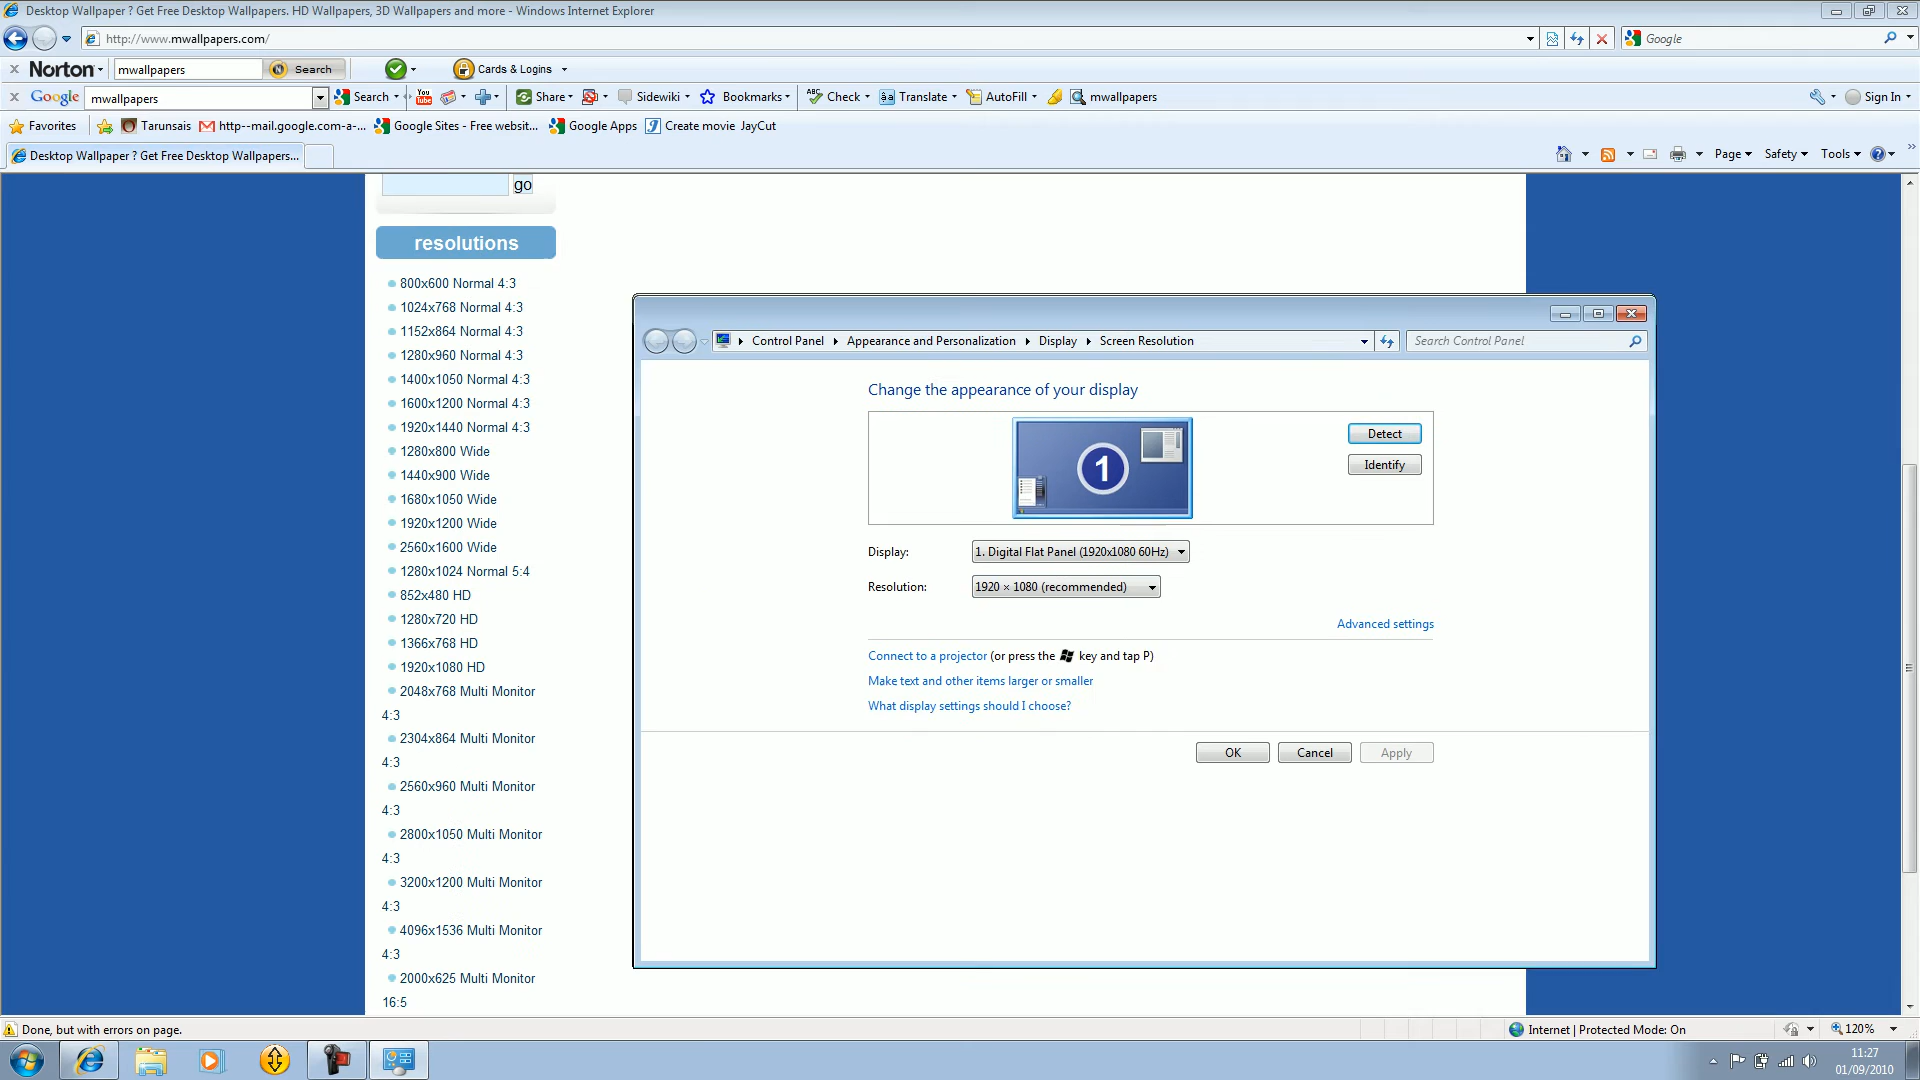 Desktop Wallpaper ? Get Free Desktop Wallpapers. HD Wallpapers, 3D Wallpapers and more - Windows Internet Explorer
http://www.mwallpapers.com/
Google
Norton mwallpapers Search Cards & Logins
Google mwallpapers Search You Tube Share Sidewiki Bookmarks ABC Check Translate AutoFill mwallpapers Sign In
Favorites Tarunsais http--mail.google.com-a-... Google Sites - Free websit... Google Apps Create movie JayCut
Desktop Wallpaper ? Get Free Desktop Wallpapers... Page Safety Tools
go
resolutions
800x600 Normal 4:3
1024x768 Normal 4:3
1152x864 Normal 4:3
1280x960 Normal 4:3
1400x1050 Normal 4:3
1600x1200 Normal 4:3
1920x1440 Normal 4:3
1280x800 Wide
1440x900 Wide
1680x1050 Wide
1920x1200 Wide
2560x1600 Wide
1280x1024 Normal 5:4
852x480 HD
1280x720 HD
1366x768 HD
1920x1080 HD
2048x768 Multi Monitor
4:3
2304x864 Multi Monitor
4:3
2560x960 Multi Monitor
4:3
2800x1050 Multi Monitor
4:3
3200x1200 Multi Monitor
4:3
4096x1536 Multi Monitor
4:3
2000x625 Multi Monitor
16:5
Control Panel Appearance and Personalization Display Screen Resolution
Search Control Panel
Change the appearance of your display
1
Detect
Identify
Display: 1. Digital Flat Panel (1920x1080 60Hz)
Resolution: 1920 × 1080 (recommended)
Advanced settings
Connect to a projector (or press the key and tap P)
Make text and other items larger or smaller
What display settings should I choose?
OK Cancel Apply
Done, but with errors on page.
Internet | Protected Mode: On
120%
11:27
01/09/2010